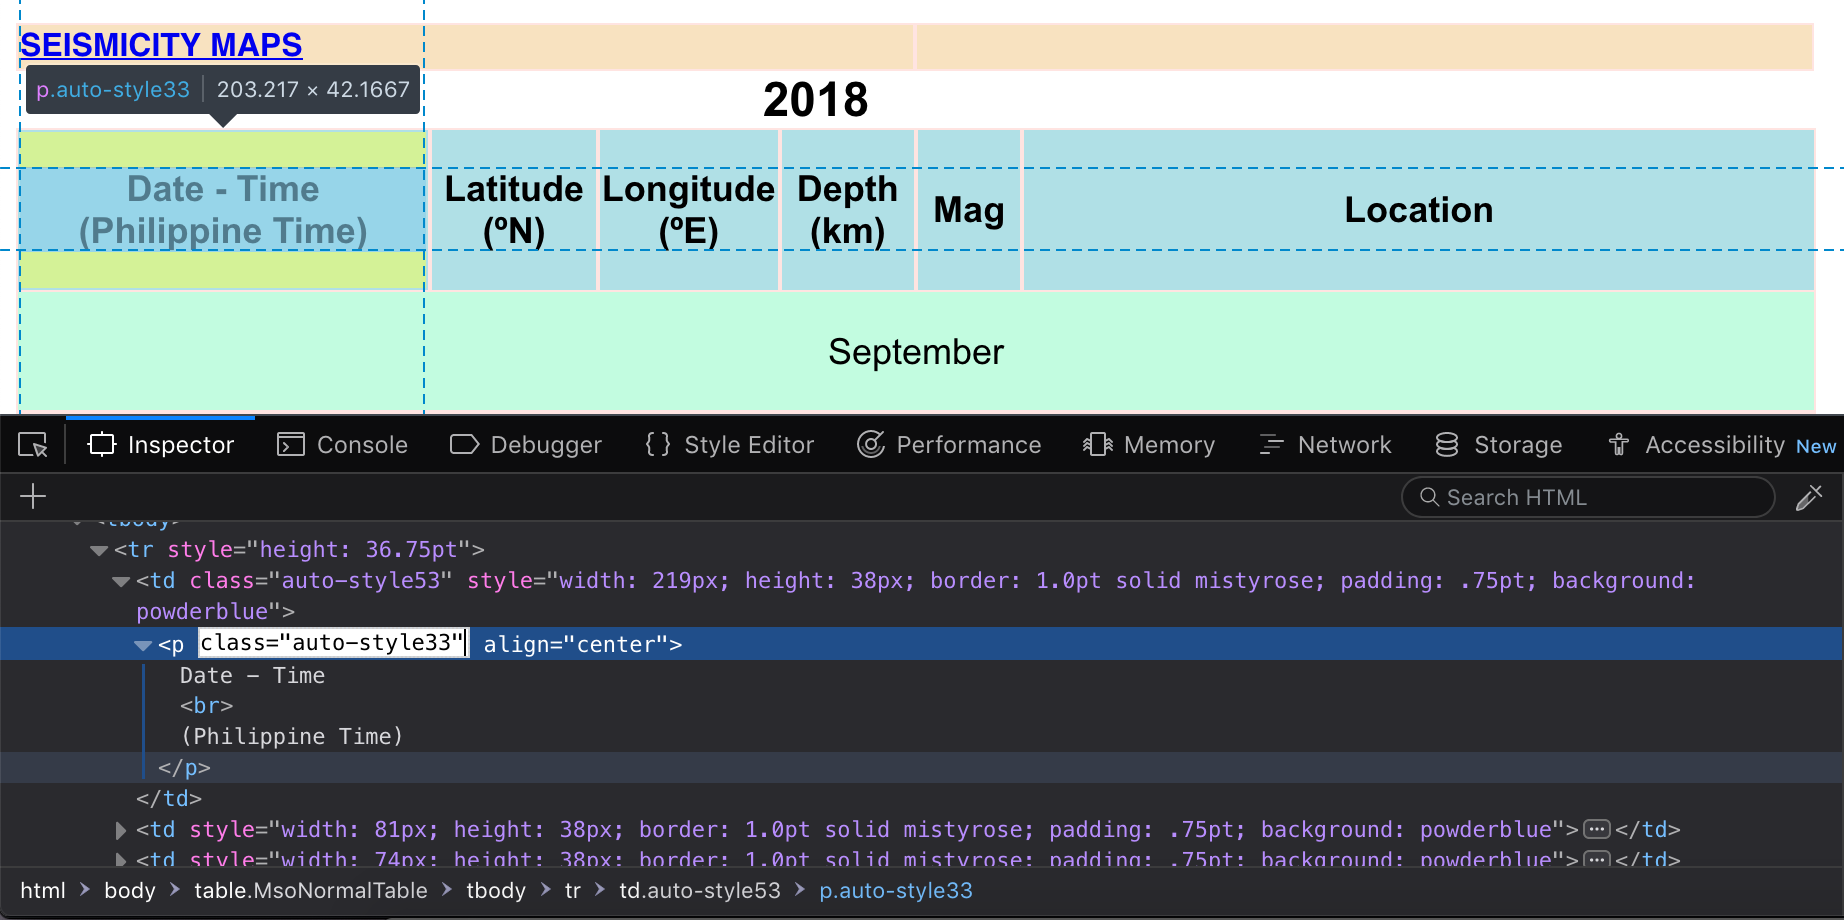 SEISMICITY MAPS
p.auto-style33 203.217 × 42.1667
2018
Date - Time
(Philippine Time)
Latitude
(ºN)
Longitude
(ºE)
Depth
(km)
Mag
Location
September
Inspector Console Debugger { } Style Editor Performance Memory Network Storage Accessibility New
Search HTML
<tbody>
<tr style="height: 36.75pt">
<td class="auto-style53" style="width: 219px; height: 38px; border: 1.0pt solid mistyrose; padding: .75pt; background:
powderblue">
<p class="auto-style33" align="center">
Date - Time
<br>
(Philippine Time)
</p>
</td>
<td style="width: 81px; height: 38px; border: 1.0pt solid mistyrose; padding: .75pt; background: powderblue">…</td>
<td style="width: 74px; height: 38px; border: 1.0pt solid mistyrose; padding: .75pt; background: powderblue">…</td>
html > body > table.MsoNormalTable > tbody > tr > td.auto-style53 > p.auto-style33